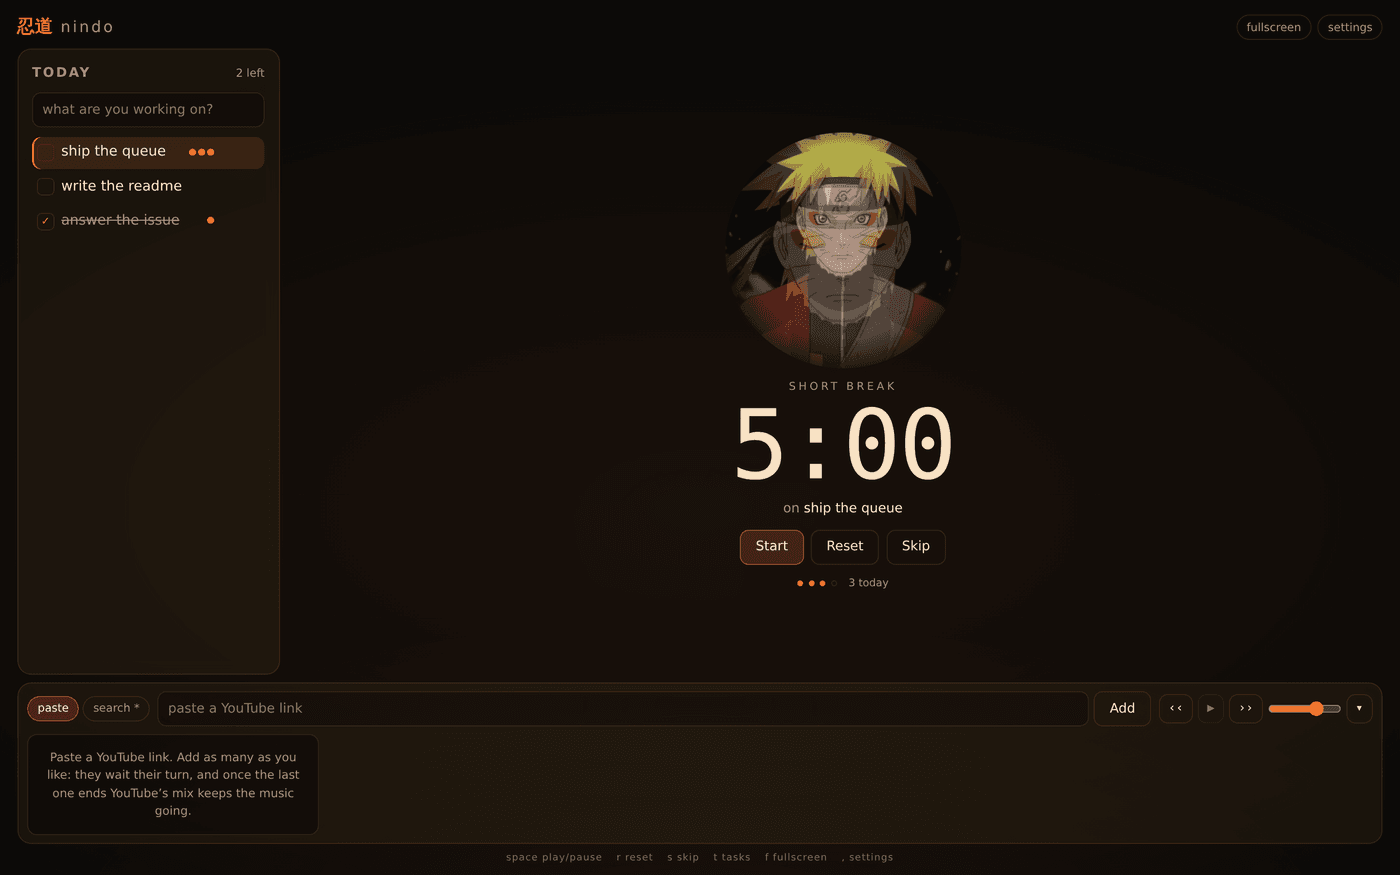 忍道 nindo
fullscreen
settings
TODAY
2 left
what are you working on?
ship the queue
write the readme
✓ answer the issue
SHORT BREAK
5:00
on ship the queue
Start
Reset
Skip
3 today
paste
search *
paste a YouTube link
Add
‹‹
▶
››
▾
Paste a YouTube link. Add as many as you
like: they wait their turn, and once the last
one ends YouTube's mix keeps the music
going.
space play/pause r reset s skip t tasks f fullscreen , settings